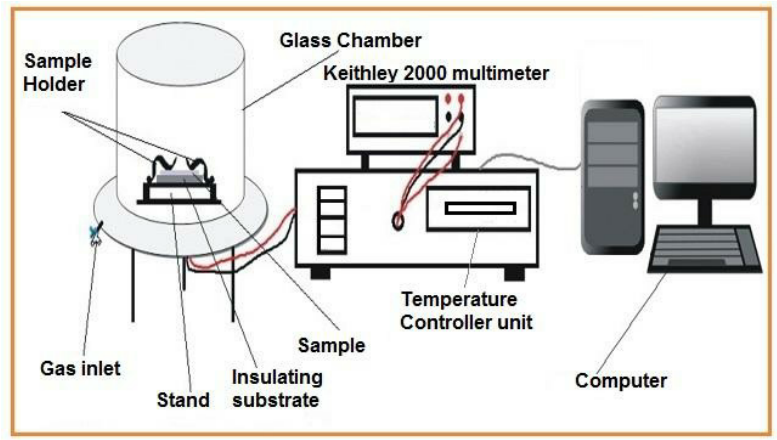 Glass Chamber
Sample
Holder
Keithley 2000 multimeter
Temperature
Controller unit
Sample
Gas inlet
Insulating
substrate
Stand
Computer